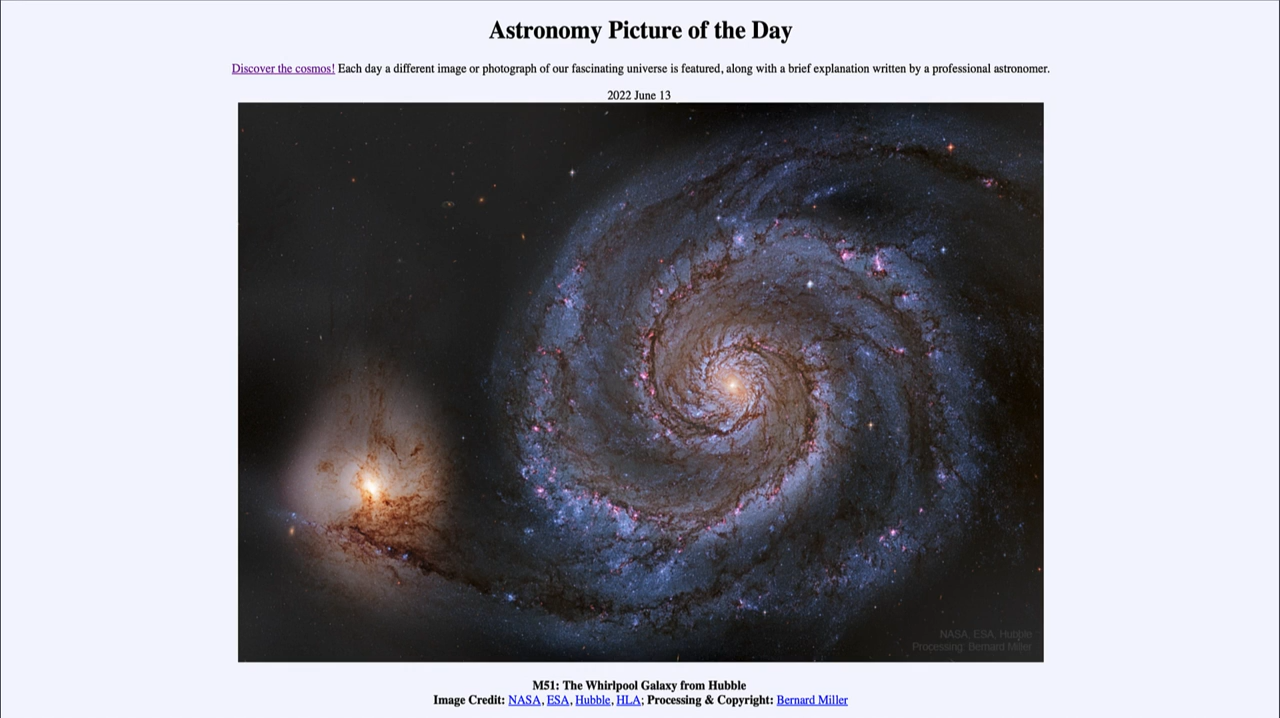 Astronomy Picture of the Day
Discover the cosmos! Each day a different image or photograph of our fascinating universe is featured, along with a brief explanation written by a professional astronomer.
2022 June 13
NASA, ESA, Hubble
Processing: Bernard Miller
M51: The Whirlpool Galaxy from Hubble
Image Credit: NASA, ESA, Hubble, HLA; Processing & Copyright: Bernard Miller